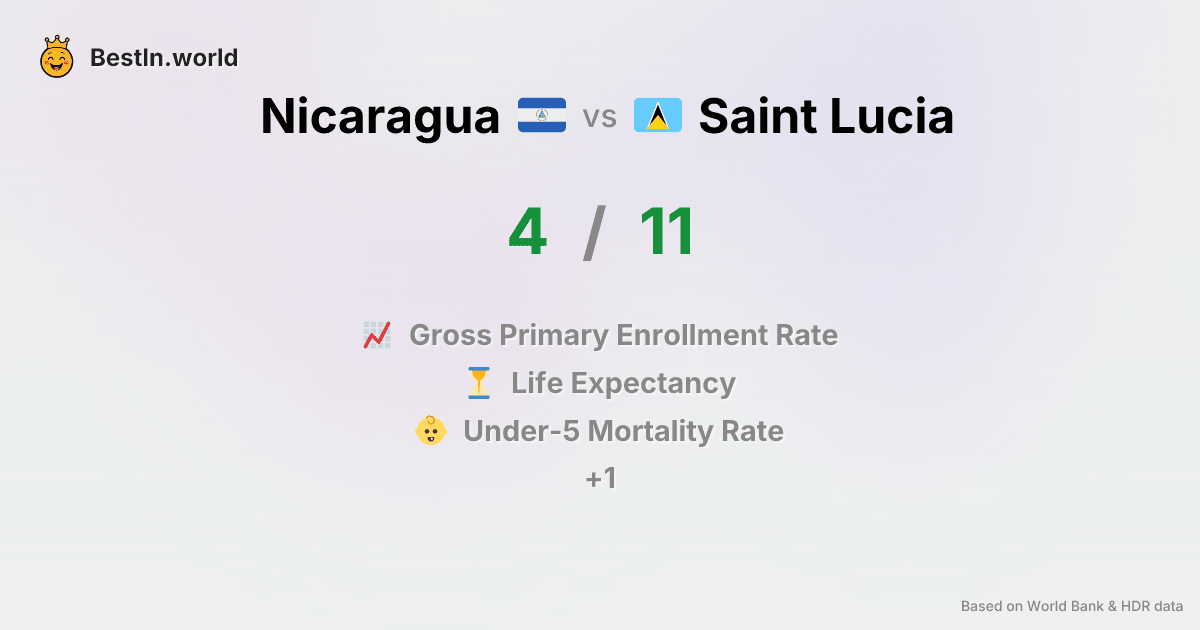 BestIn.world
Nicaragua vs Saint Lucia
4 / 11
Gross Primary Enrollment Rate
Life Expectancy
Under-5 Mortality Rate
+1
Based on World Bank & HDR data